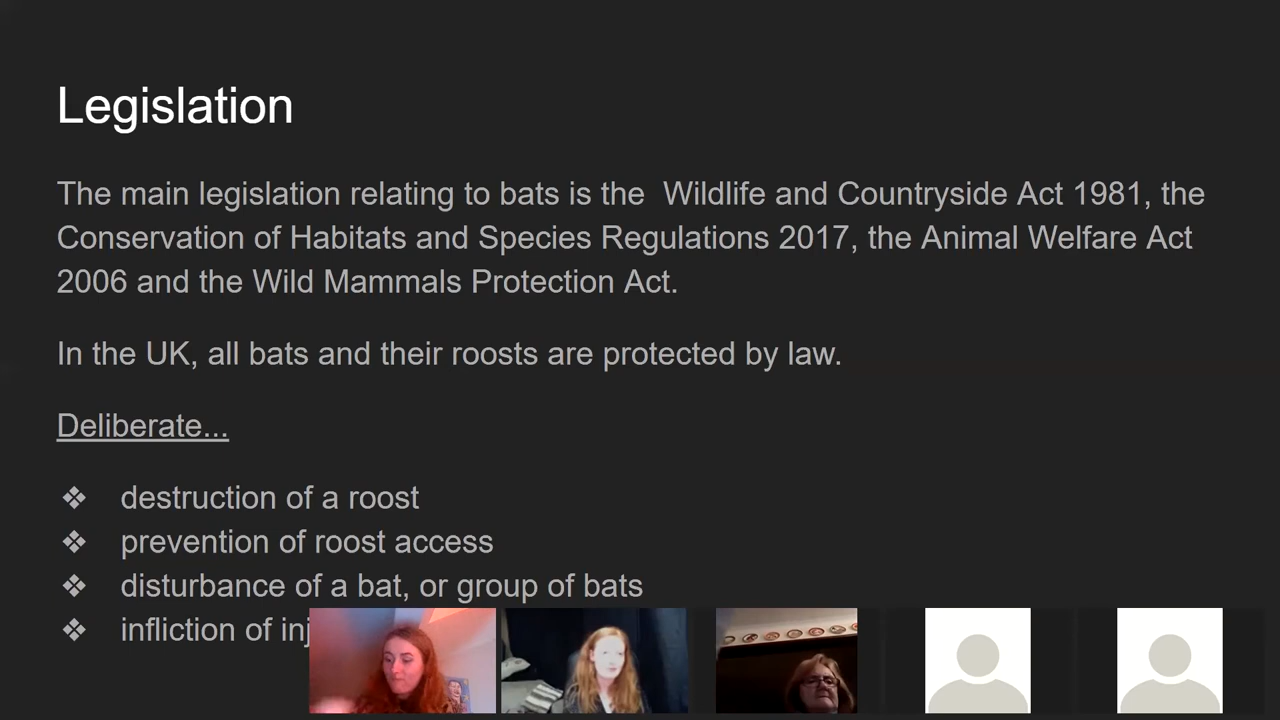 Legislation
The main legislation relating to bats is the  Wildlife and Countryside Act 1981, the
Conservation of Habitats and Species Regulations 2017, the Animal Welfare Act
2006 and the Wild Mammals Protection Act.
In the UK, all bats and their roosts are protected by law.
Deliberate...
❖ destruction of a roost
❖ prevention of roost access
❖ disturbance of a bat, or group of bats
❖ infliction of